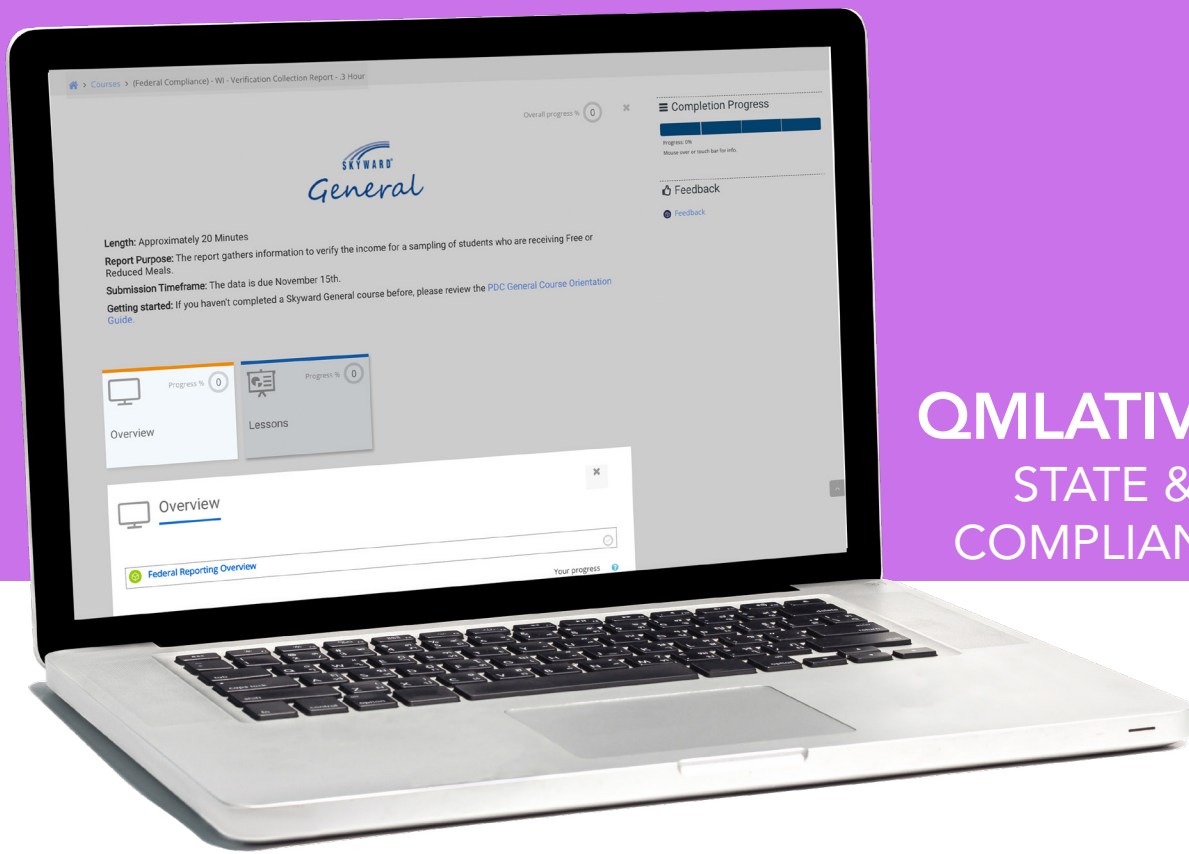 > Courses > (Federal Compliance) - WI - Verification Collection Report - .3 Hour
Overall progress % 0
SKYWARD
General
Length: Approximately 20 Minutes
Report Purpose: The report gathers information to verify the income for a sampling of students who are receiving Free or
Reduced Meals.
Submission Timeframe: The data is due November 15th.
Getting started: If you haven't completed a Skyward General course before, please review the PDC General Course Orientation
Guide.
Progress % 0
Overview
Progress % 0
Lessons
Overview
Federal Reporting Overview
Your progress
Completion Progress
Progress: 0%
Mouse over or touch bar for info.
Feedback
Feedback
QMLATIV
STATE &
COMPLIAN
option
command
option